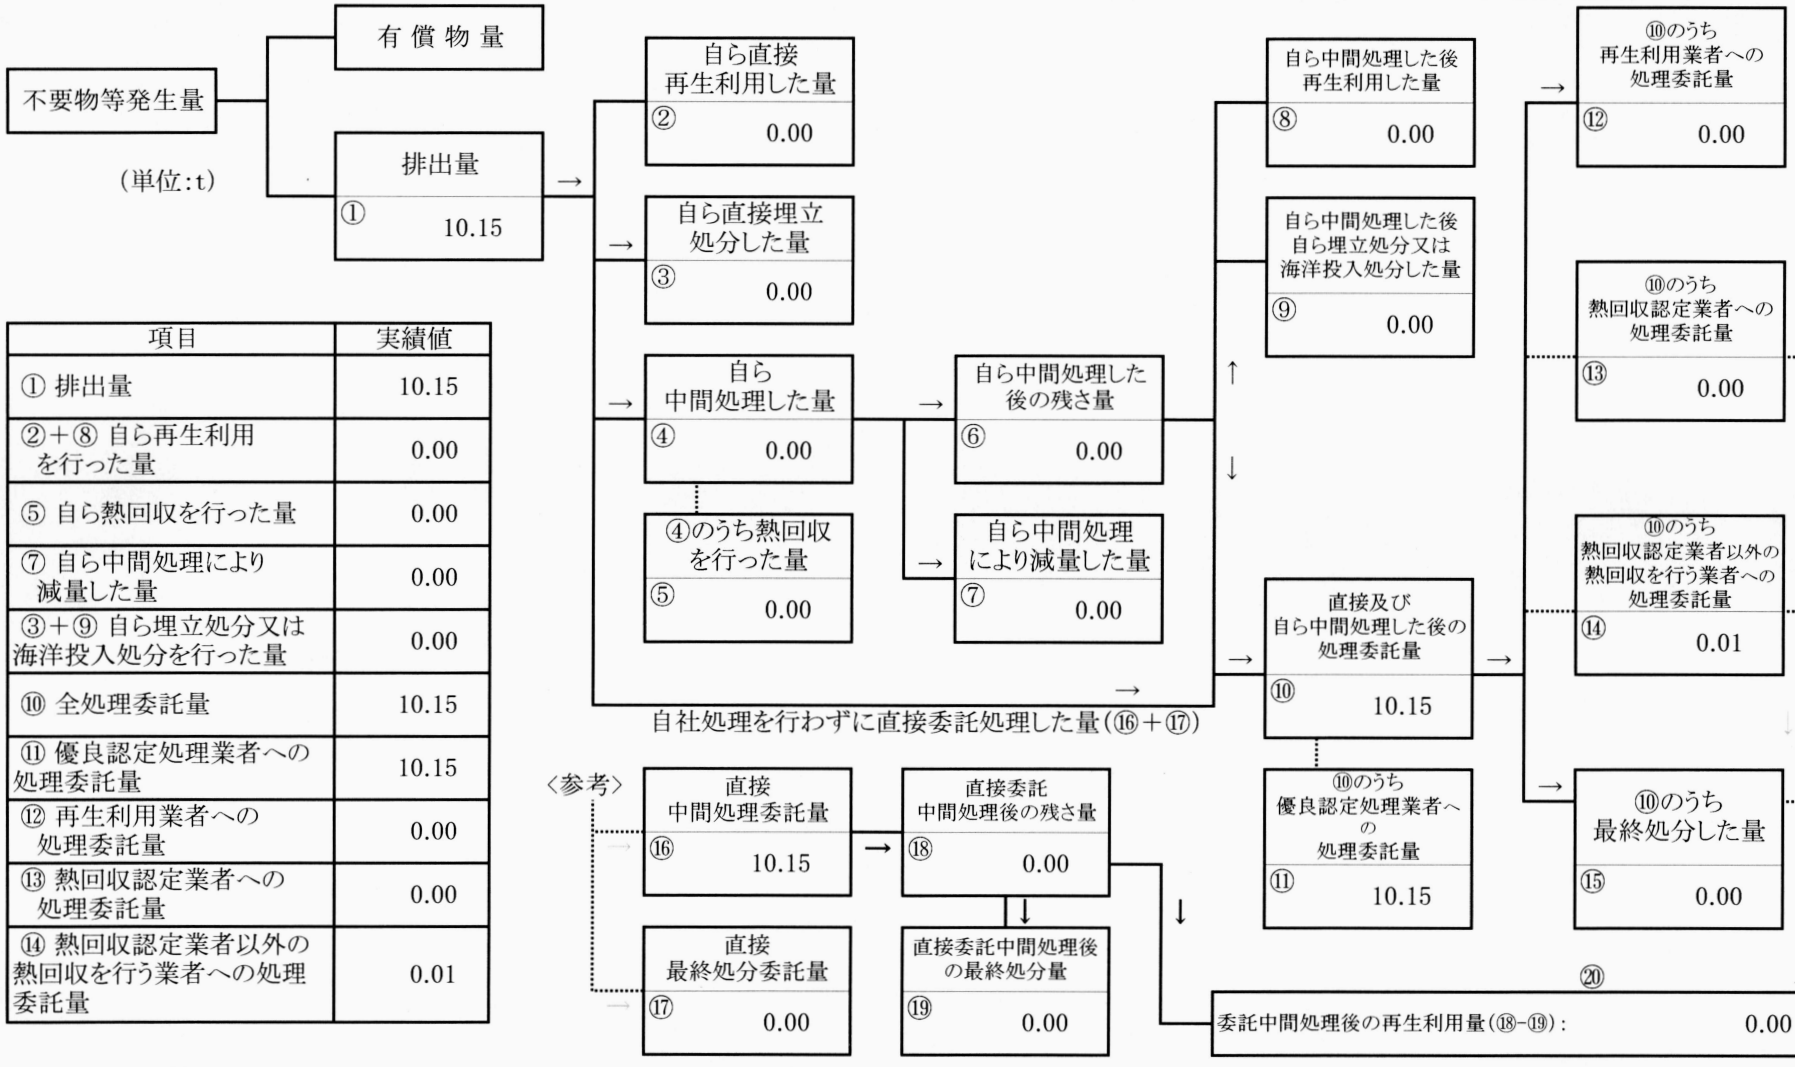 不要物等発生量
(単位:t)
有償物量
排出量
① 10.15
自ら直接
再生利用した量
② 0.00
自ら直接埋立
処分した量
③ 0.00
自ら
中間処理した量
④ 0.00
④のうち熱回収
を行った量
⑤ 0.00
自ら中間処理した
後の残さ量
⑥ 0.00
自ら中間処理
により減量した量
⑦ 0.00
自ら中間処理した後
再生利用した量
⑧ 0.00
自ら中間処理した後
自ら埋立処分又は
海洋投入処分した量
⑨ 0.00
直接及び
自ら中間処理した後の
処理委託量
⑩ 10.15
⑩のうち
優良認定処理業者へ
の
処理委託量
⑪ 10.15
⑩のうち
再生利用業者への
処理委託量
⑫ 0.00
⑩のうち
熱回収認定業者への
処理委託量
⑬ 0.00
⑩のうち
熱回収認定業者以外の
熱回収を行う業者への
処理委託量
⑭ 0.01
⑩のうち
最終処分した量
⑮ 0.00
自社処理を行わずに直接委託処理した量(⑯+⑰)
〈参考〉
直接
中間処理委託量
⑯ 10.15
直接
最終処分委託量
⑰ 0.00
直接委託
中間処理後の残さ量
⑱ 0.00
直接委託中間処理後
の最終処分量
⑲ 0.00
⑳
委託中間処理後の再生利用量(⑱-⑲): 0.00
項目 実績値
① 排出量 10.15
②+⑧ 自ら再生利用
を行った量 0.00
⑤ 自ら熱回収を行った量 0.00
⑦ 自ら中間処理により
減量した量 0.00
③+⑨ 自ら埋立処分又は
海洋投入処分を行った量 0.00
⑩ 全処理委託量 10.15
⑪ 優良認定処理業者への
処理委託量 10.15
⑫ 再生利用業者への
処理委託量 0.00
⑬ 熱回収認定業者への
処理委託量 0.00
⑭ 熱回収認定業者以外の
熱回収を行う業者への処理
委託量 0.01